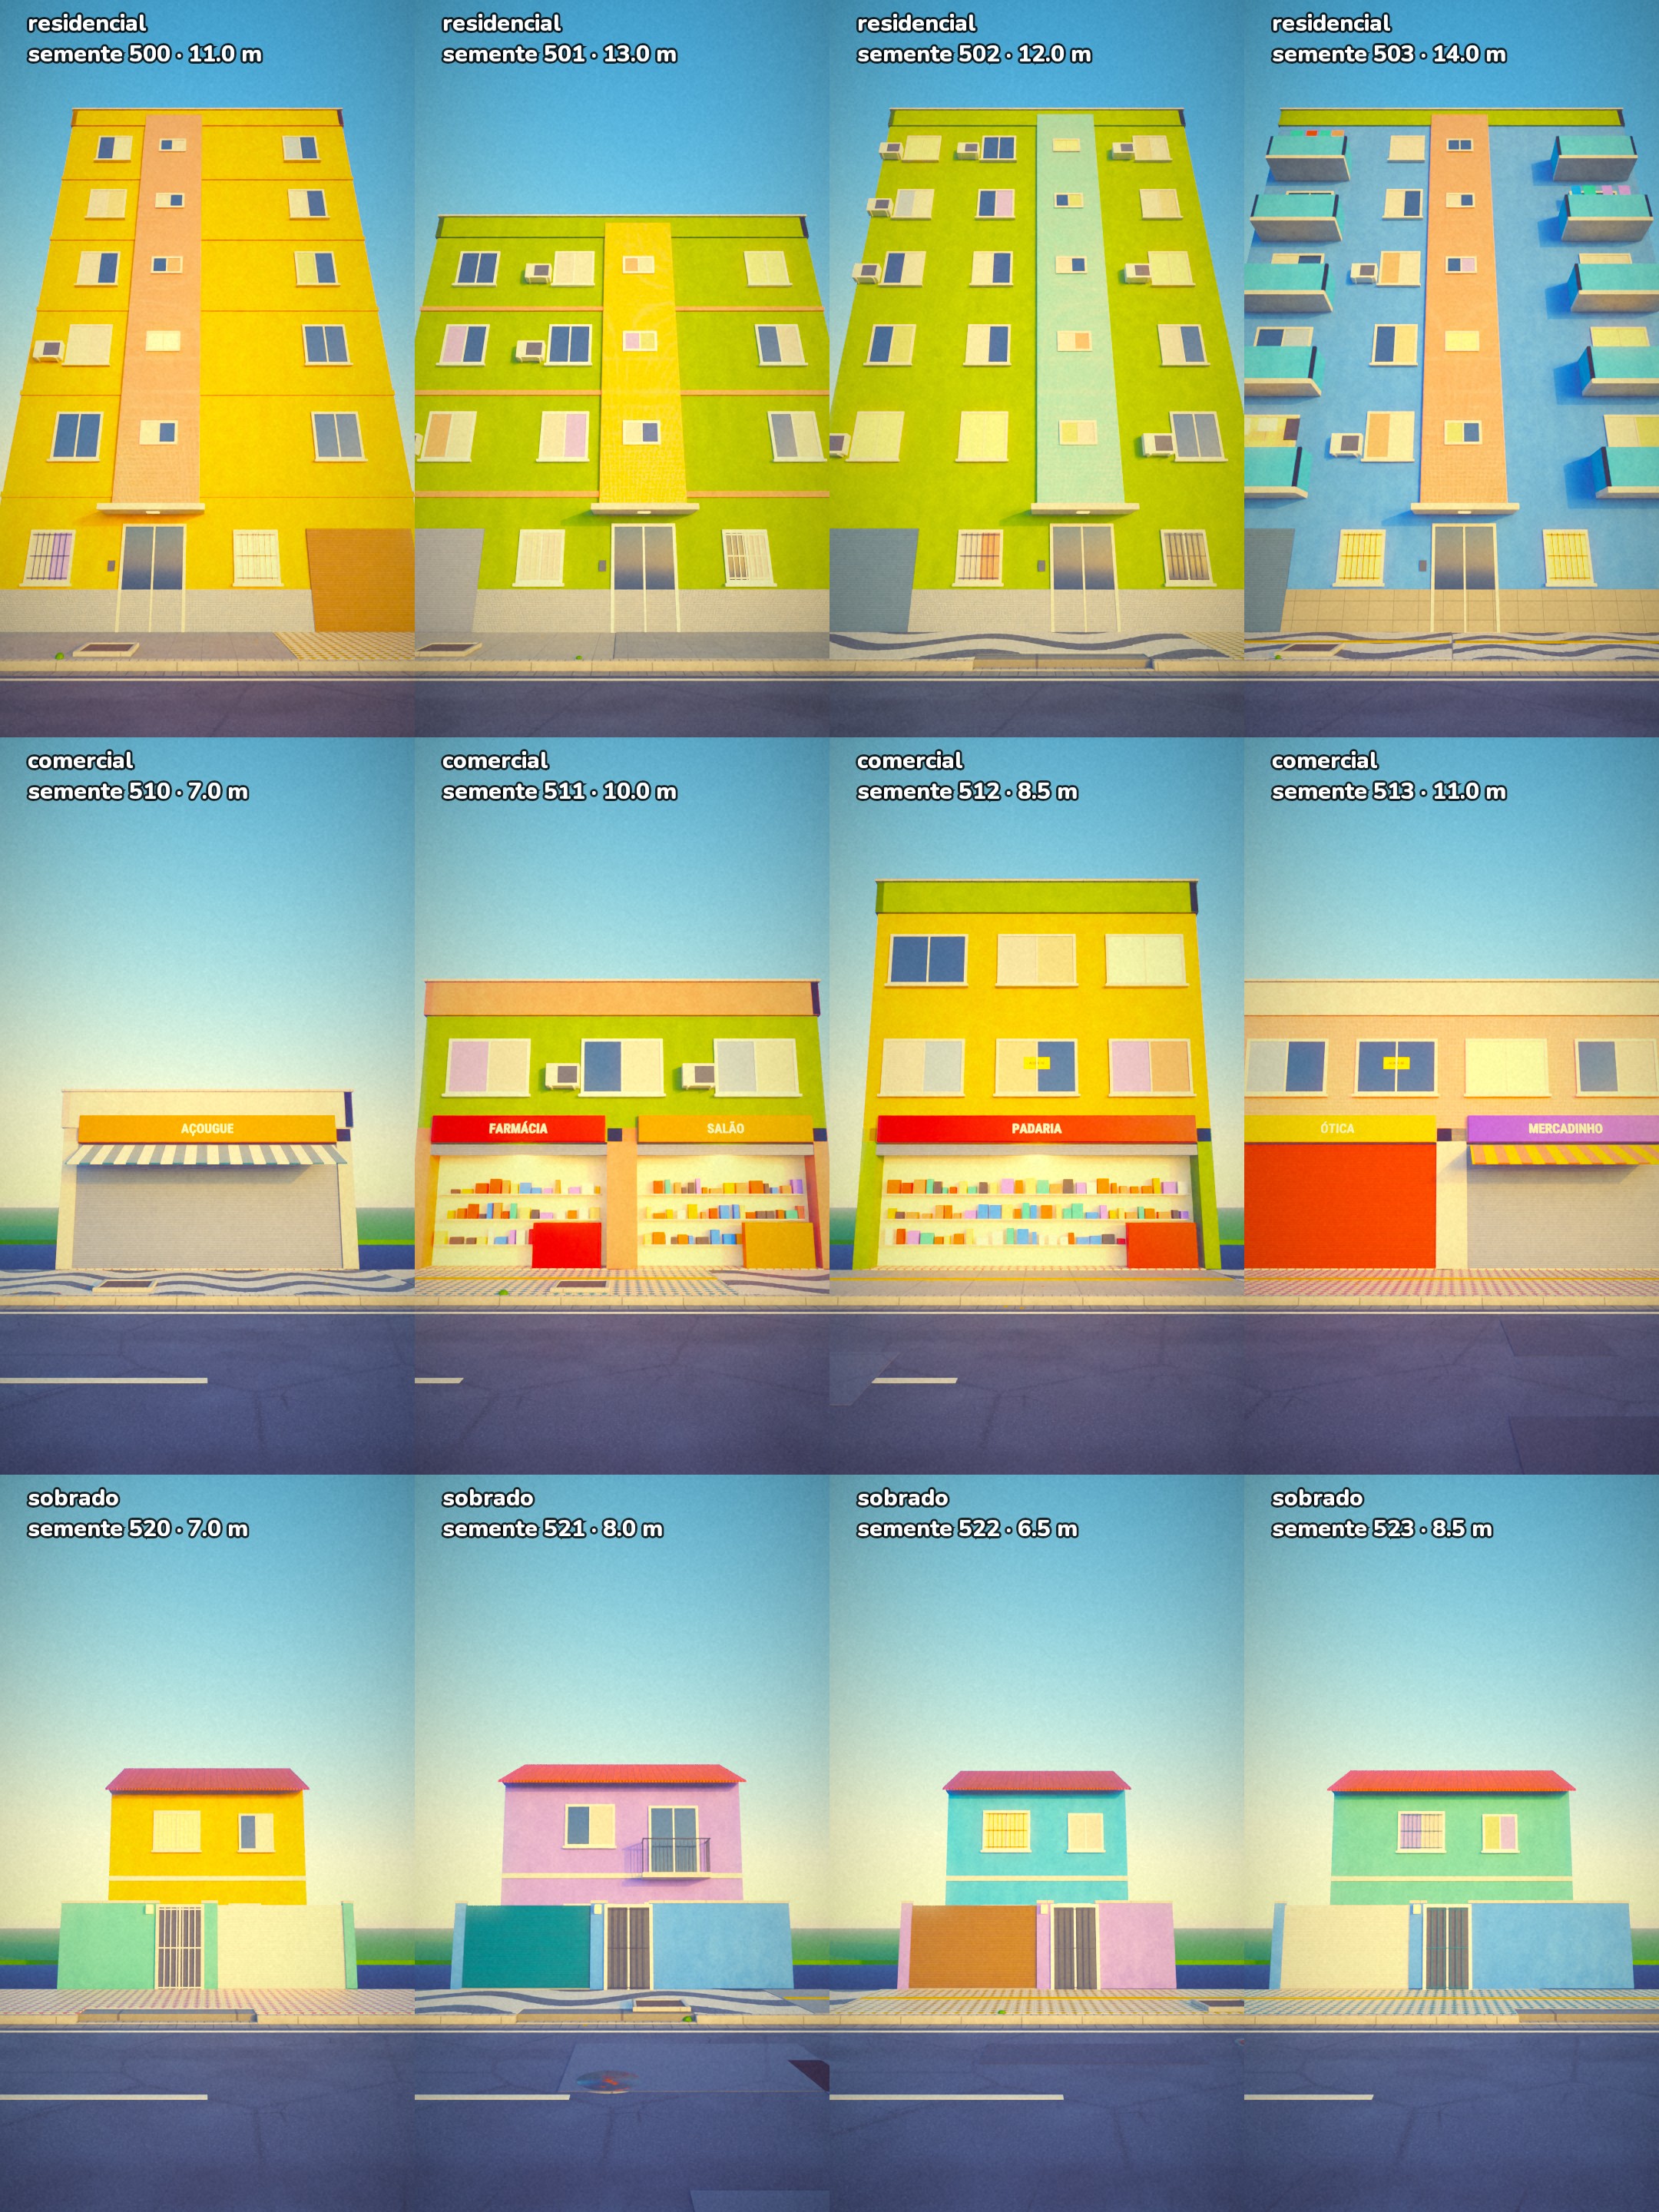 residencial
semente 500 · 11.0 m
residencial
semente 501 · 13.0 m
residencial
semente 502 · 12.0 m
residencial
semente 503 · 14.0 m
comercial
semente 510 · 7.0 m
AÇOUGUE
comercial
semente 511 · 10.0 m
FARMÁCIA
SALÃO
comercial
semente 512 · 8.5 m
PADARIA
comercial
semente 513 · 11.0 m
ÓTICA
MERCADINHO
sobrado
semente 520 · 7.0 m
sobrado
semente 521 · 8.0 m
sobrado
semente 522 · 6.5 m
sobrado
semente 523 · 8.5 m